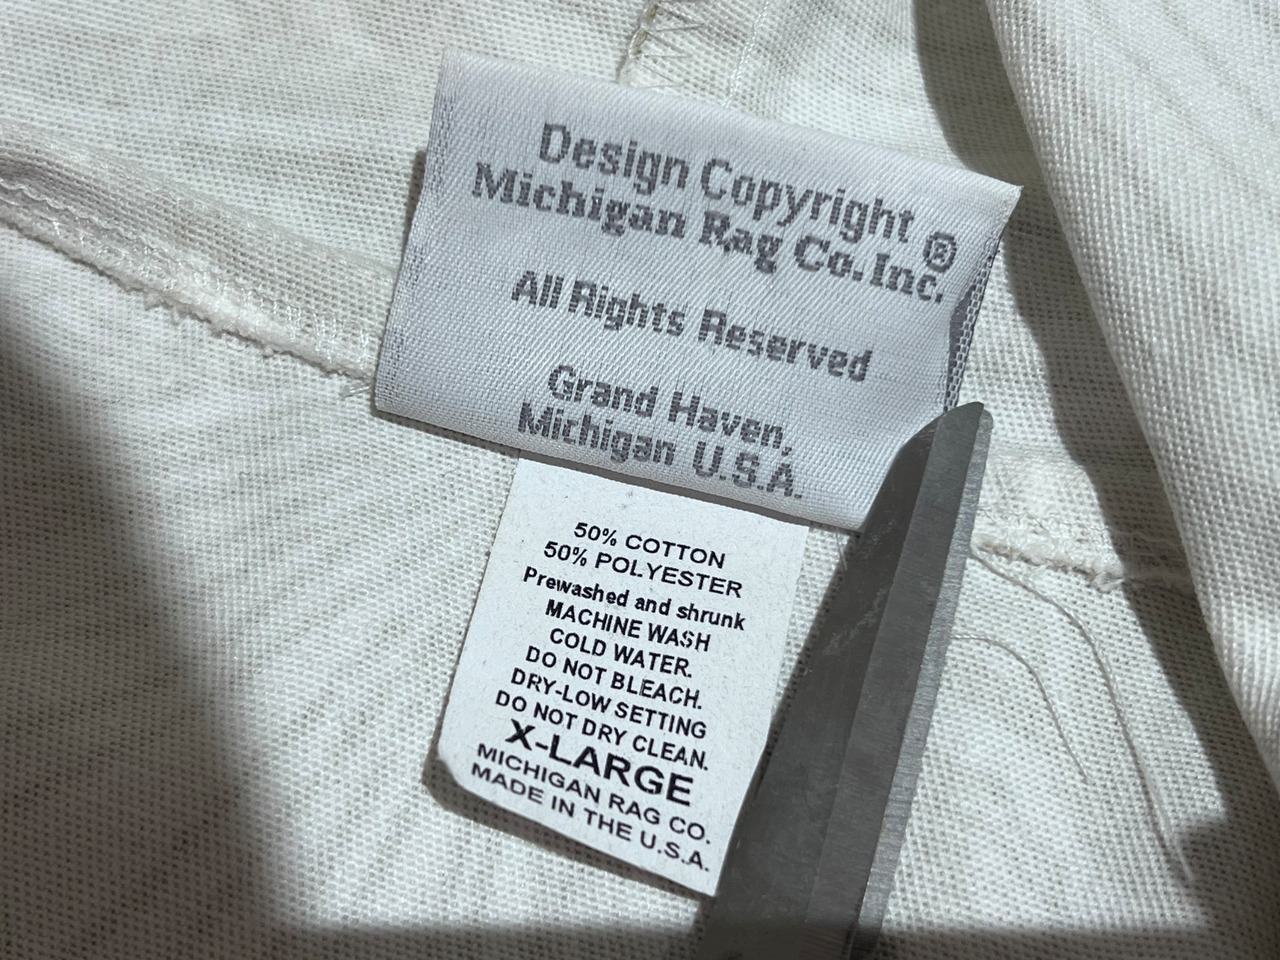 Design Copyright
Michigan Rag Co. Inc. ®
All Rights Reserved
Grand Haven,
Michigan U.S.A.
50% COTTON
50% POLYESTER
Prewashed and shrunk
MACHINE WASH
COLD WATER.
DO NOT BLEACH.
DRY-LOW SETTING
DO NOT DRY CLEAN.
X-LARGE
MICHIGAN RAG CO.
MADE IN THE U.S.A.